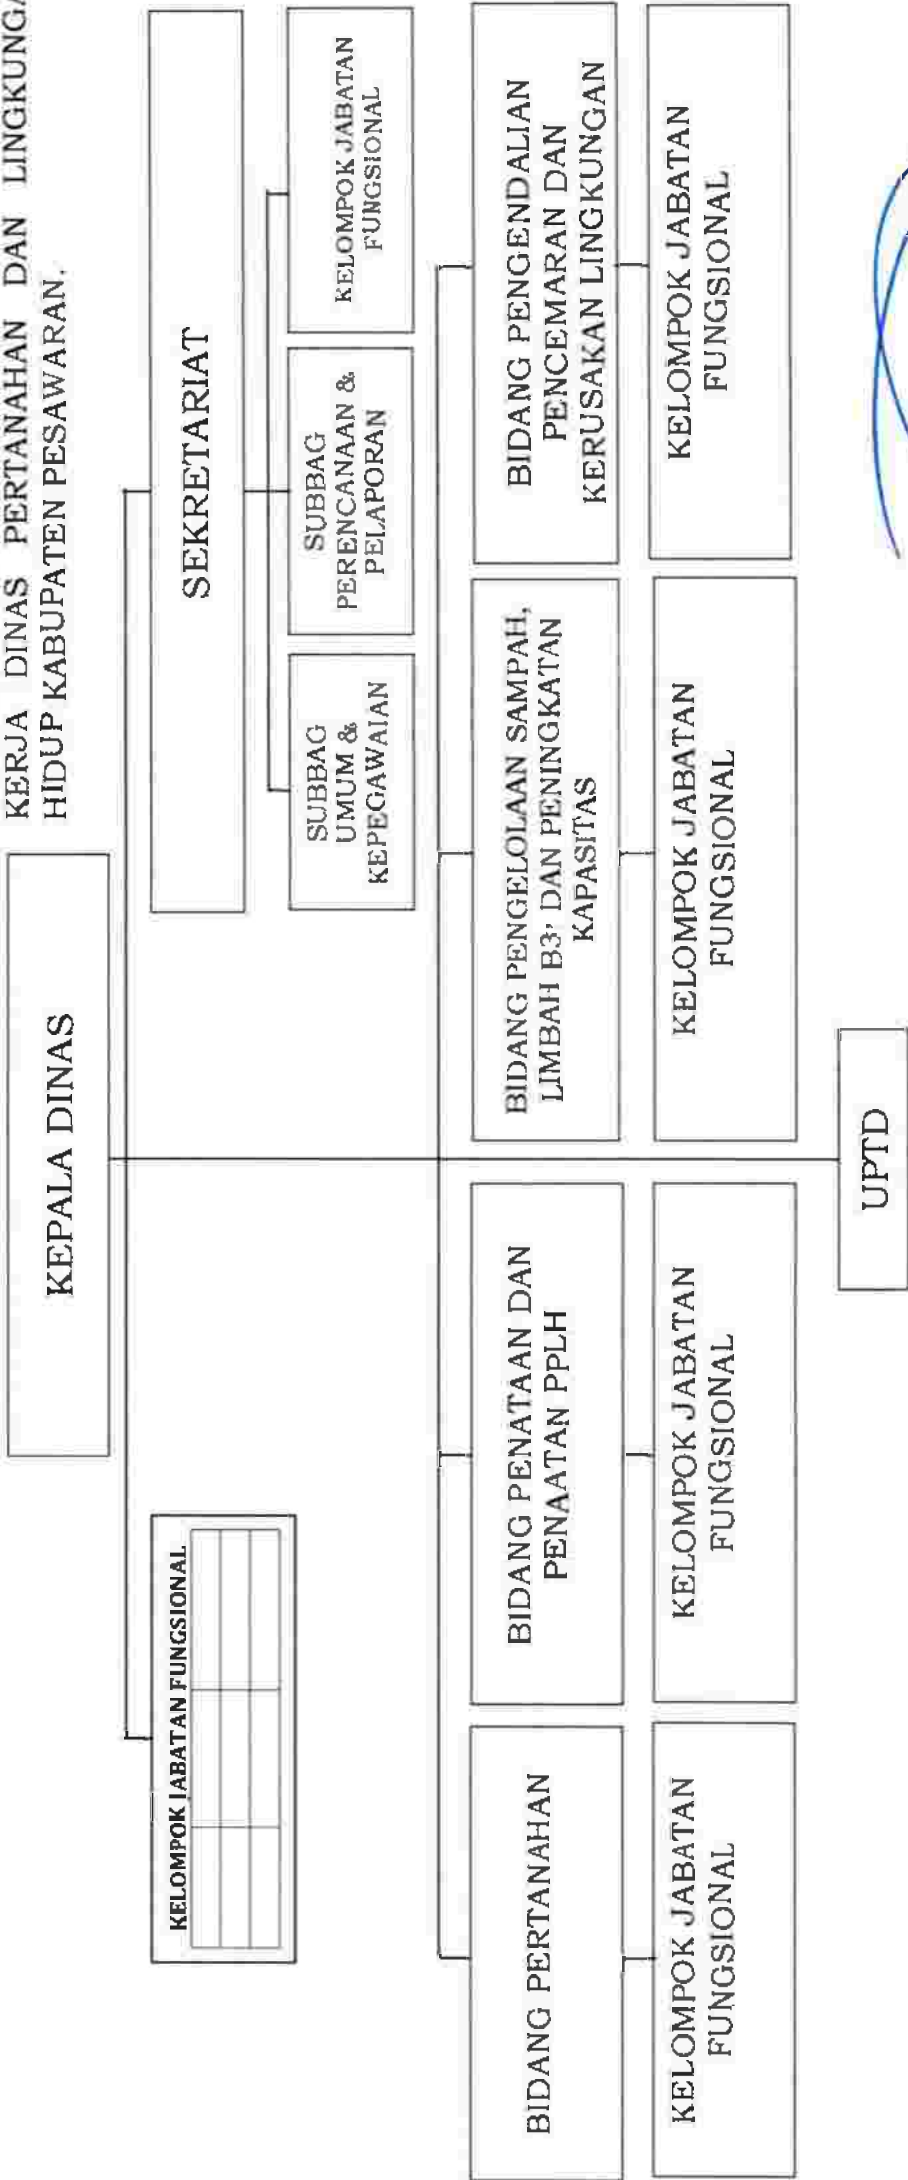 KERJA DINAS PERTANAHAN DAN
HIDUP KABUPATEN PESAWARAN.
KEPALA DINAS
KELOMPOK JABATAN FUNGSIONAL
SEKRETARIAT
SUBBAG
UMUM &
KEPEGAWAIAN
SUBBAG
PERENCANAAN &
PELAPORAN
KELOMPOK JABATAN
FUNGSIONAL
BIDANG PERTANAHAN
BIDANG PENATAAN DAN
PENAATAN PPLH
BIDANG PENGELOLAAN SAMPAH,
LIMBAH B3, DAN PENINGKATAN
KAPASITAS
BIDANG PENGENDALIAN
PENCEMARAN DAN
KERUSAKAN LINGKUNGAN
KELOMPOK JABATAN
FUNGSIONAL
KELOMPOK JABATAN
FUNGSIONAL
KELOMPOK JABATAN
FUNGSIONAL
KELOMPOK JABATAN
FUNGSIONAL
UPTD